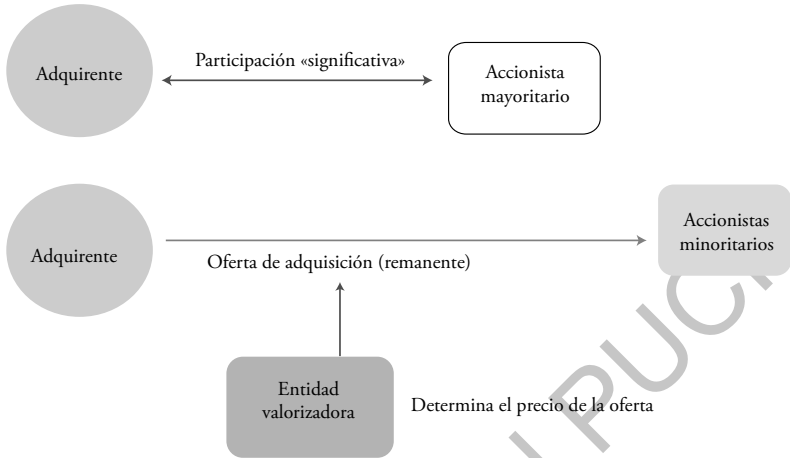 Adquirente
Participación «significativa»
Accionista
mayoritario
Adquirente
Accionistas
minoritarios
Oferta de adquisición (remanente)
Entidad
valorizadora
Determina el precio de la oferta